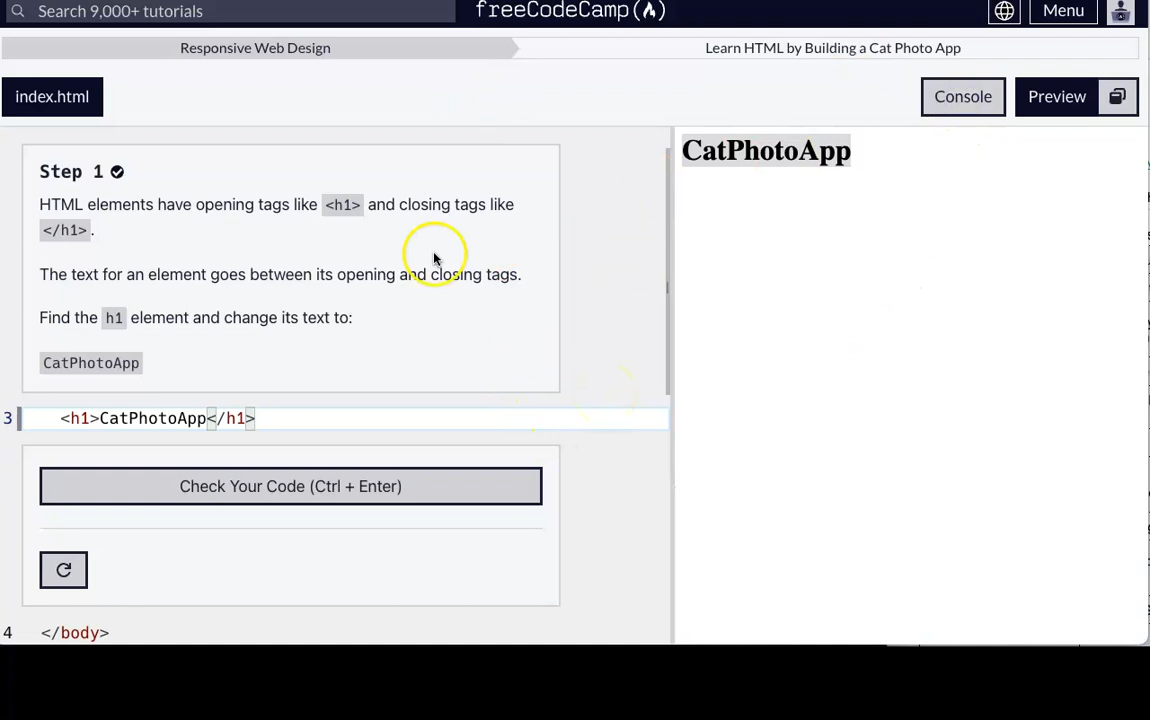 Search 9,000+ tutorials
freeCodeCamp(🔥)
Menu
Responsive Web Design
Learn HTML by Building a Cat Photo App
index.html
Console
Preview
Step 1
HTML elements have opening tags like <h1> and closing tags like
</h1>.
The text for an element goes between its opening and closing tags.
Find the h1 element and change its text to:
CatPhotoApp
3 <h1>CatPhotoApp</h1>
Check Your Code (Ctrl + Enter)
4 </body>
CatPhotoApp